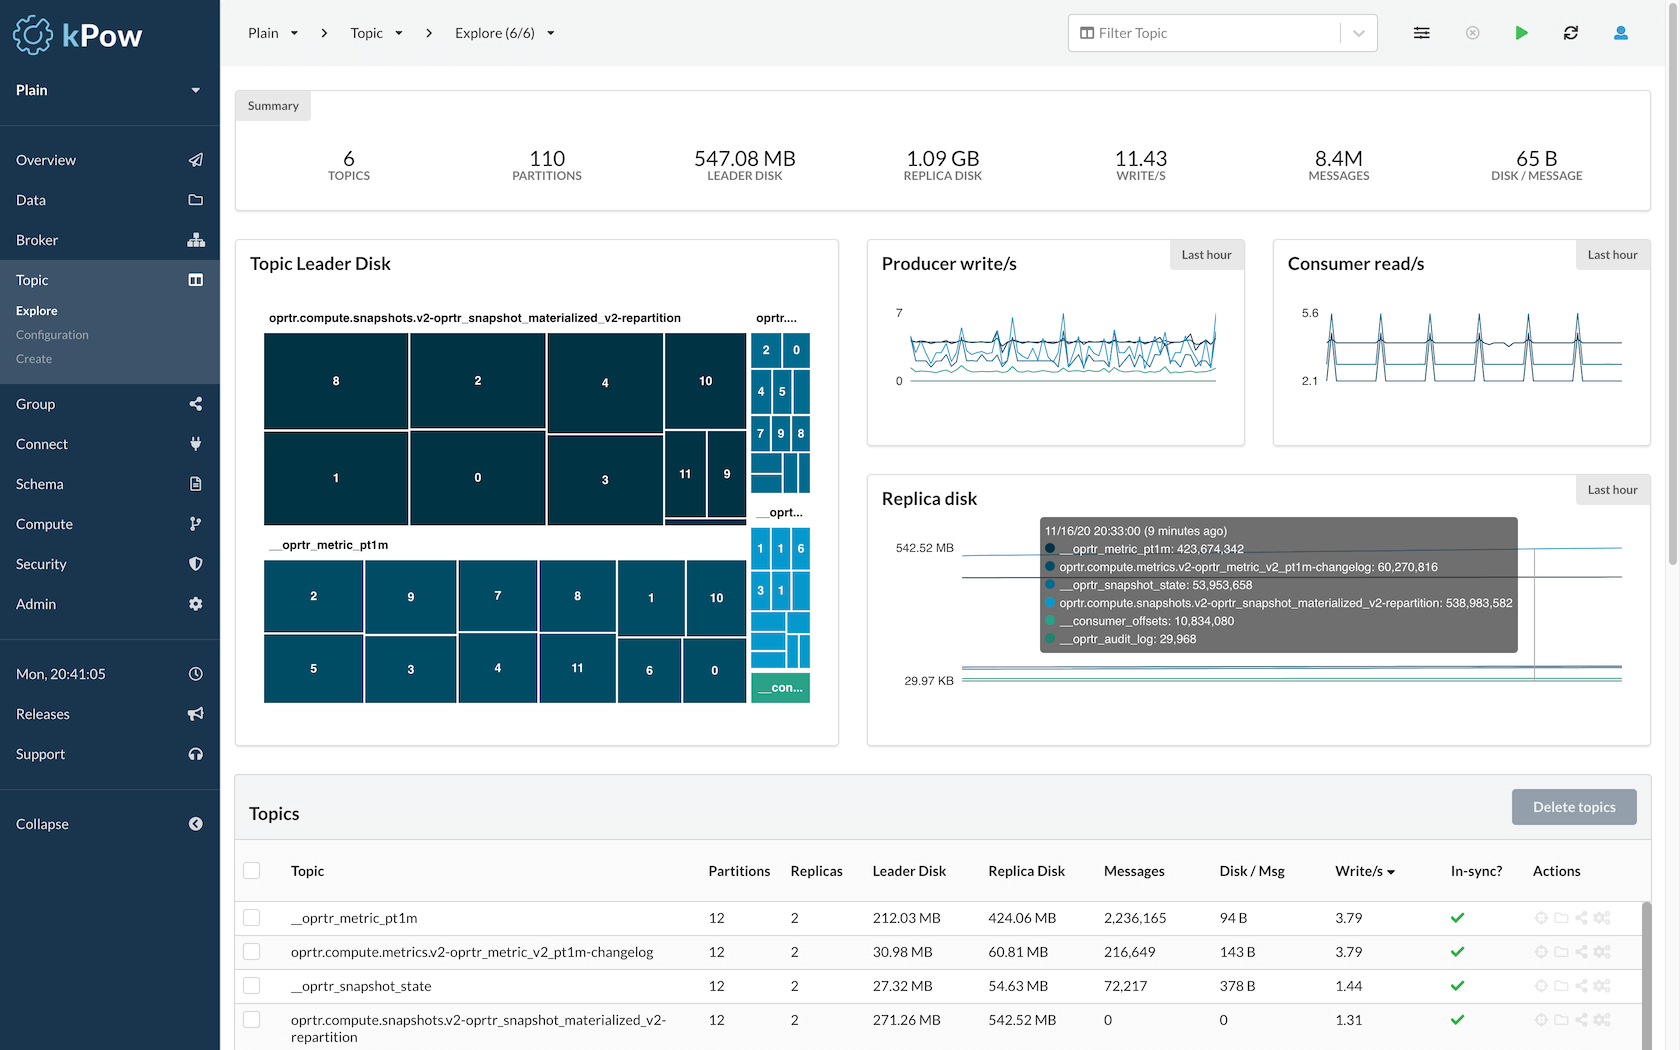 kPow
Plain
Overview
Data
Broker
Topic
Explore
Configuration
Create
Group
Connect
Schema
Compute
Security
Admin
Mon, 20:41:05
Releases
Support
Collapse
Plain
Topic
Explore (6/6)
Filter Topic
Summary
6
TOPICS
110
PARTITIONS
547.08 MB
LEADER DISK
1.09 GB
REPLICA DISK
11.43
WRITE/S
8.4M
MESSAGES
65 B
DISK / MESSAGE
Topic Leader Disk
oprtr.compute.snapshots.v2-oprtr_snapshot_materialized_v2-repartition
8
2
4
10
1
0
3
11
9
__oprtr_metric_pt1m
2
9
7
8
1
10
5
3
4
11
6
0
oprtr....
2
0
4
5
7
9
8
__oprt...
1
1
6
3
1
__con...
Producer write/s
Last hour
7
0
Consumer read/s
Last hour
5.6
2.1
Replica disk
Last hour
542.52 MB
29.97 KB
11/16/20 20:33:00 (9 minutes ago)
__oprtr_metric_pt1m: 423,674,342
oprtr.compute.metrics.v2-oprtr_metric_v2_pt1m-changelog: 60,270,816
__oprtr_snapshot_state: 53,953,658
oprtr.compute.snapshots.v2-oprtr_snapshot_materialized_v2-repartition: 538,983,582
__consumer_offsets: 10,834,080
__oprtr_audit_log: 29,968
Topics
Delete topics
Topic Partitions Replicas Leader Disk Replica Disk Messages Disk / Msg Write/s In-sync? Actions
__oprtr_metric_pt1m 12 2 212.03 MB 424.06 MB 2,236,165 94 B 3.79
oprtr.compute.metrics.v2-oprtr_metric_v2_pt1m-changelog 12 2 30.98 MB 60.81 MB 216,649 143 B 3.79
__oprtr_snapshot_state 12 2 27.32 MB 54.63 MB 72,217 378 B 1.44
oprtr.compute.snapshots.v2-oprtr_snapshot_materialized_v2- 12 2 271.26 MB 542.52 MB 0 0 1.31
repartition